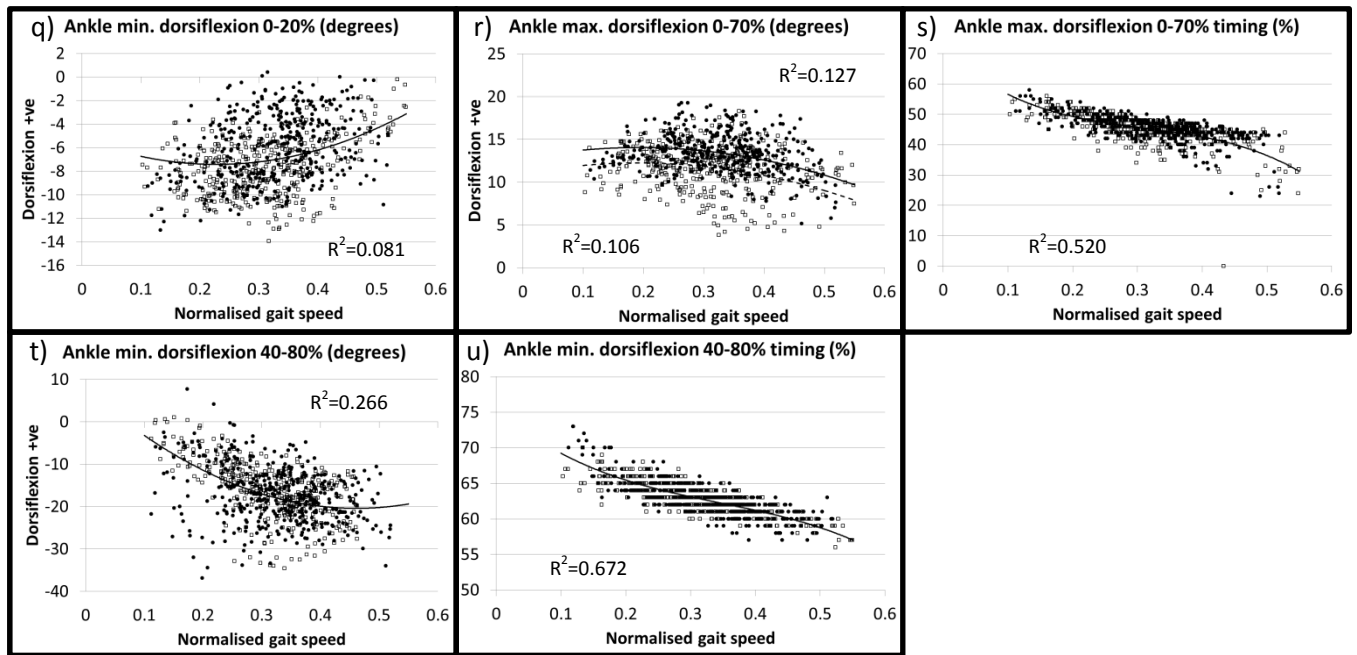 q) Ankle min. dorsiflexion 0-20% (degrees)
Dorsiflexion +ve
2
0
-2
-4
-6
-8
-10
-12
-14
-16
R²=0.081
0 0.1 0.2 0.3 0.4 0.5 0.6
Normalised gait speed
r) Ankle max. dorsiflexion 0-70% (degrees)
Dorsiflexion +ve
25
20
15
10
5
0
R²=0.127
R²=0.106
0 0.1 0.2 0.3 0.4 0.5 0.6
Normalised gait speed
s) Ankle max. dorsiflexion 0-70% timing (%)
70
60
50
40
30
20
10
0
R²=0.520
0 0.1 0.2 0.3 0.4 0.5 0.6
Normalised gait speed
t) Ankle min. dorsiflexion 40-80% (degrees)
Dorsiflexion +ve
10
0
-10
-20
-30
-40
R²=0.266
0 0.1 0.2 0.3 0.4 0.5 0.6
Normalised gait speed
u) Ankle min. dorsiflexion 40-80% timing (%)
80
75
70
65
60
55
50
R²=0.672
0 0.1 0.2 0.3 0.4 0.5 0.6
Normalised gait speed